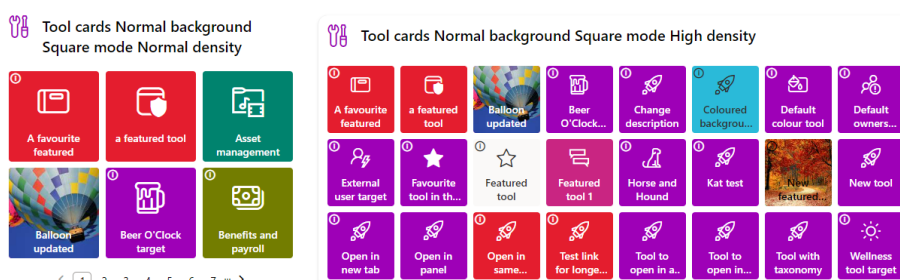 Tool cards Normal background
Square mode Normal density
A favourite
featured
a featured tool
Asset
management
Balloon
updated
Beer O'Clock
target
Benefits and
payroll
1 2 3 4 5 6 7 ...
Tool cards Normal background Square mode High density
A favourite
featured
a featured
tool
Balloon
updated
Beer
O'Clock...
Change
description
Coloured
backgrou...
Default
colour tool
Default
owners...
External
user target
Favourite
tool in th...
Featured
tool
Featured
tool 1
Horse and
Hound
Kat test
New
featured...
New tool
Open in
new tab
Open in
panel
Open in
same...
Test link
for longe...
Tool to
open in a..
Tool to
open in...
Tool with
taxonomy
Wellness
tool target